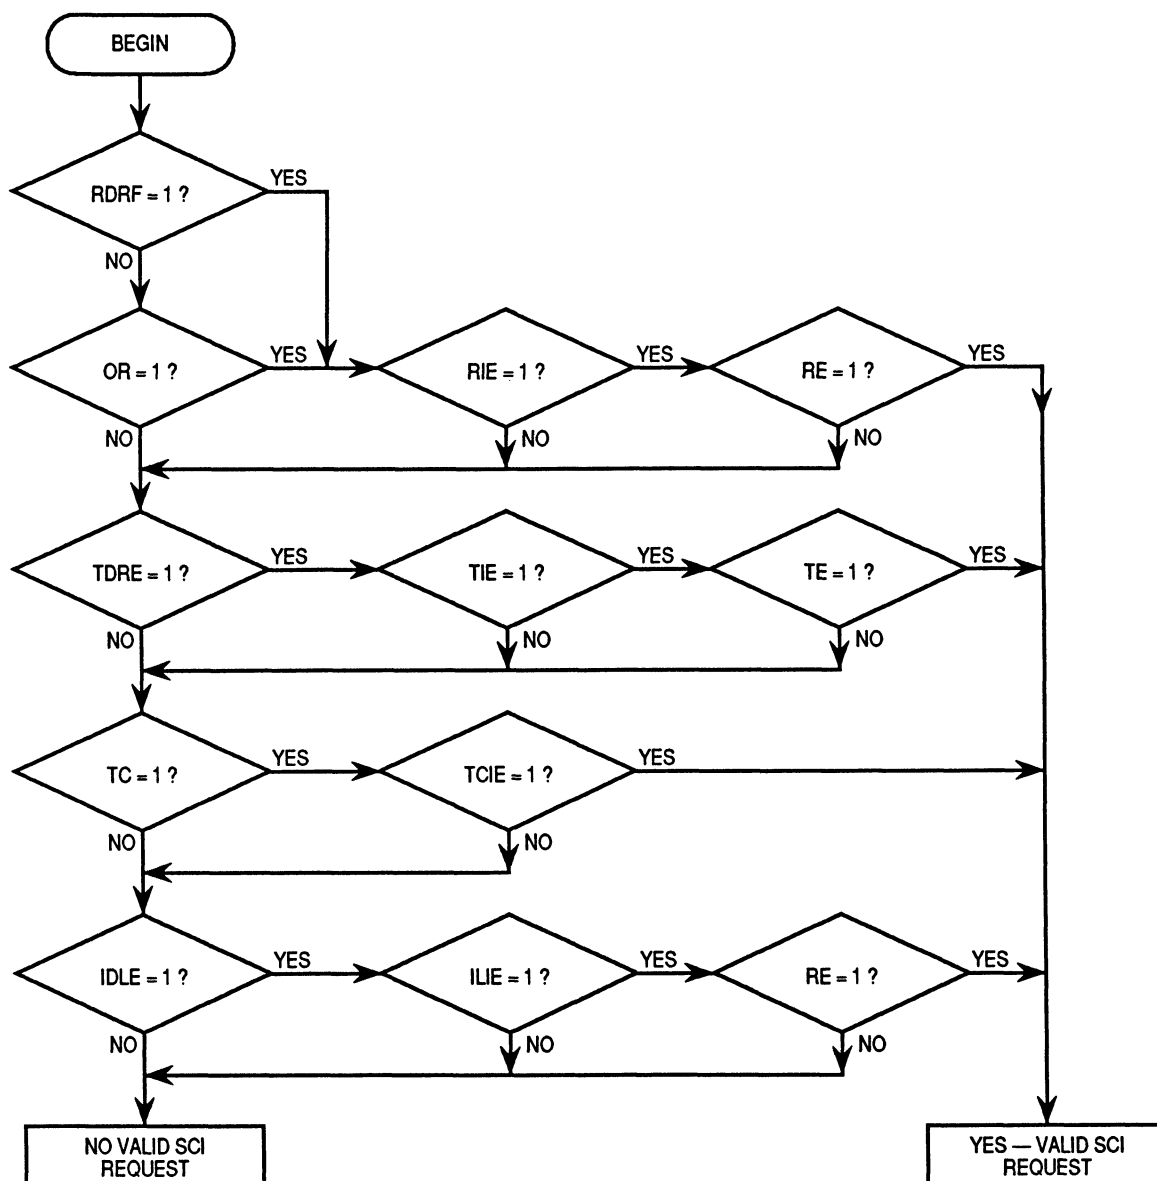 BEGIN
RDRF = 1 ?
YES
NO
OR = 1 ?
YES
RIE = 1 ?
YES
RE = 1 ?
YES
NO
NO
NO
TDRE = 1 ?
YES
TIE = 1 ?
YES
TE = 1 ?
YES
NO
NO
NO
TC = 1 ?
YES
TCIE = 1 ?
YES
NO
NO
IDLE = 1 ?
YES
ILIE = 1 ?
YES
RE = 1 ?
YES
NO
NO
NO
NO VALID SCI
REQUEST
YES — VALID SCI
REQUEST